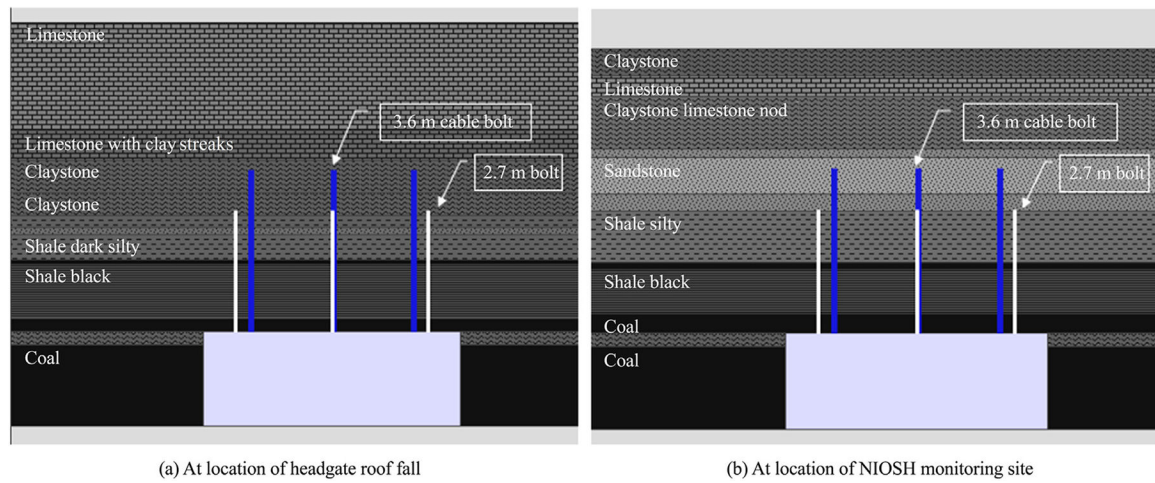 Limestone
3.6 m cable bolt
Limestone with clay streaks
2.7 m bolt
Claystone
Claystone
Shale dark silty
Shale black
Coal
(a) At location of headgate roof fall
Claystone
Limestone
Claystone limestone nod
3.6 m cable bolt
Sandstone
2.7 m bolt
Shale silty
Shale black
Coal
Coal
(b) At location of NIOSH monitoring site